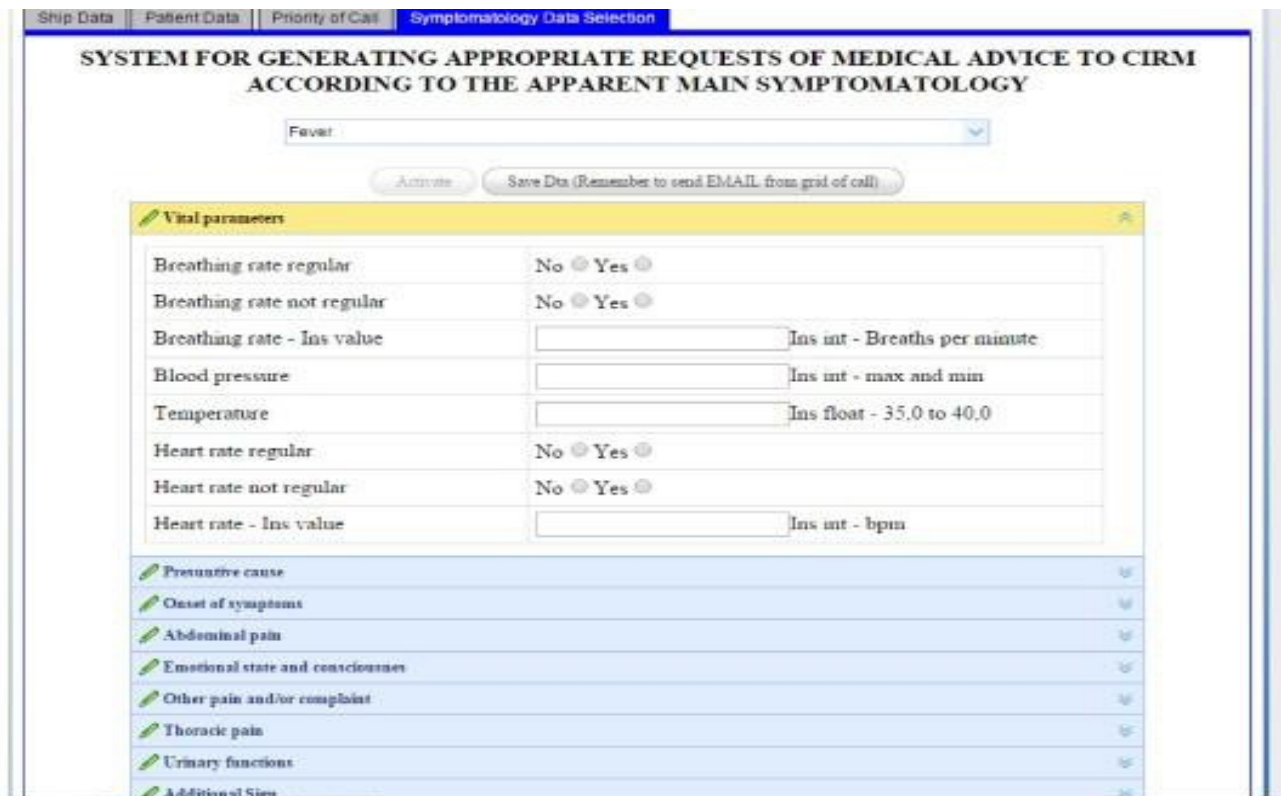 Ship Data Patient Data Priority of Call Symptomatology Data Selection
SYSTEM FOR GENERATING APPROPRIATE REQUESTS OF MEDICAL ADVICE TO CIRM
ACCORDING TO THE APPARENT MAIN SYMPTOMATOLOGY
Fever
Activate Save Dta (Remember to send EMAIL from grid of call)
Vital parameters
Breathing rate regular No Yes
Breathing rate not regular No Yes
Breathing rate - Ins value Ins int - Breaths per minute
Blood pressure Ins int - max and min
Temperature Ins float - 35,0 to 40,0
Heart rate regular No Yes
Heart rate not regular No Yes
Heart rate - Ins value Ins int - bpm
Presuntive cause
Onset of symptoms
Abdominal pain
Emotional state and consciousnes
Other pain and/or complaint
Thoracic pain
Urinary functions
Additional Sign